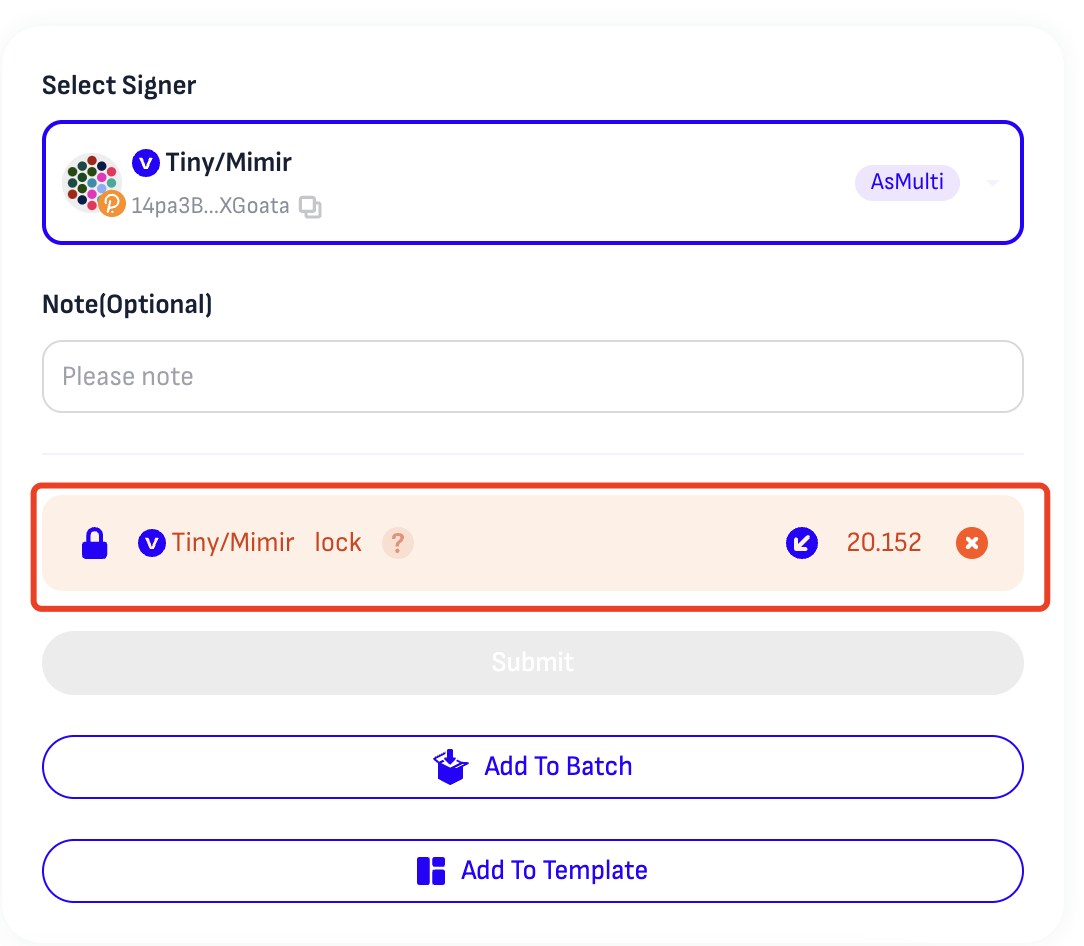 Select Signer
V Tiny/Mimir
14pa3B...XGoata
AsMulti
Note(Optional)
Please note
V Tiny/Mimir lock ? 20.152
Submit
Add To Batch
Add To Template